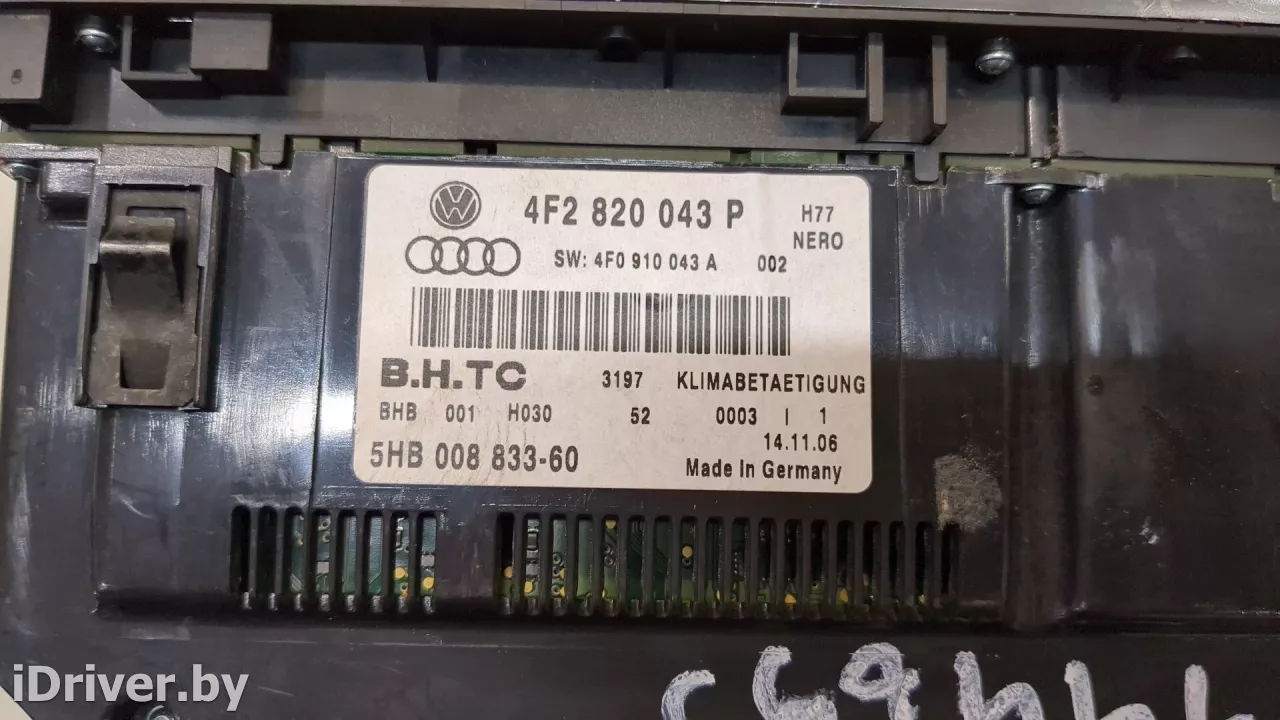 4F2 820 043 P H77
NERO
SW: 4F0 910 043 A 002
B.H.TC 3197 KLIMABETAETIGUNG
BHB 001 H030 52 0003 I 1
14.11.06
5HB 008 833-60 Made In Germany
iDriver.by